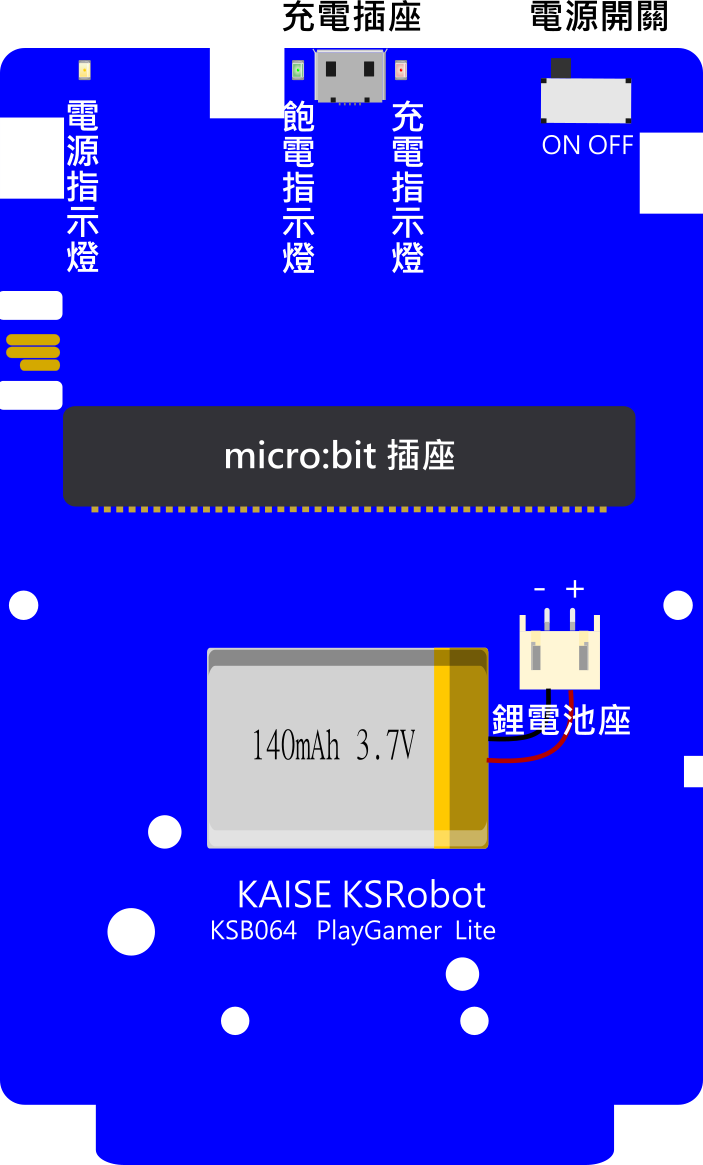 充電插座
電源開關
電源指示燈
飽電指示燈
充電指示燈
ON OFF
micro:bit 插座
- +
鋰電池座
140mAh 3.7V
KAISE KSRobot
KSB064 PlayGamer Lite